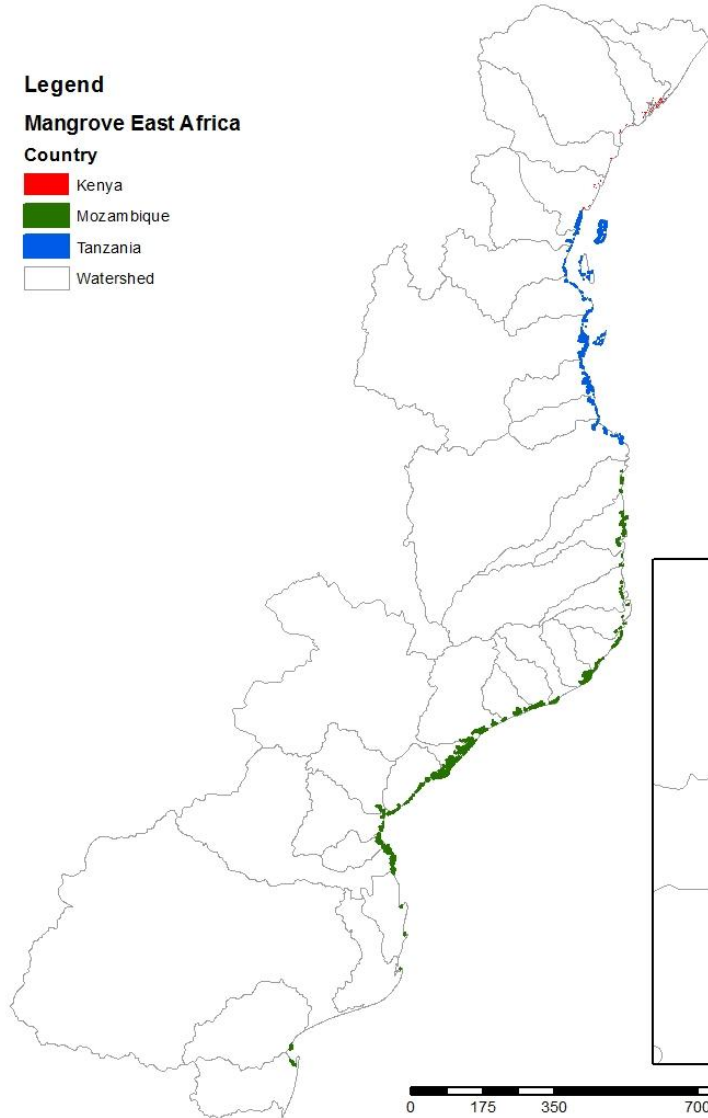 Legend
Mangrove East Africa
Country
Kenya
Mozambique
Tanzania
Watershed
0 175 350 700